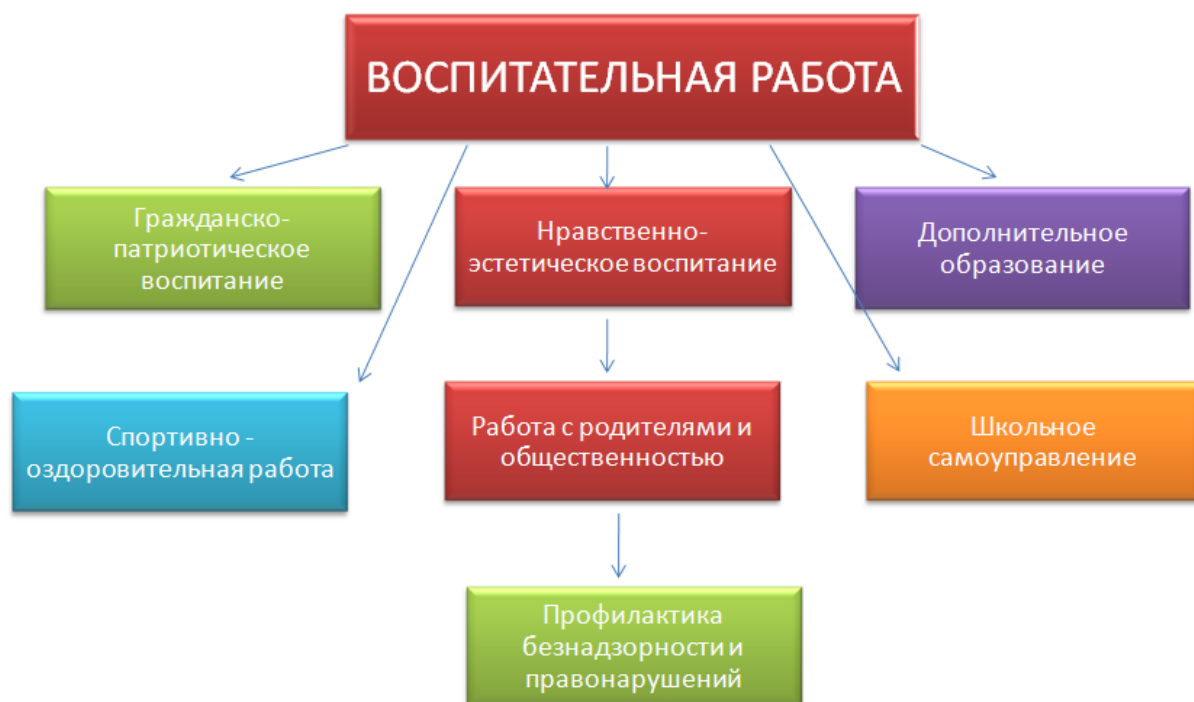 ВОСПИТАТЕЛЬНАЯ РАБОТА
Гражданско-
патриотическое
воспитание
Нравственно-
эстетическое воспитание
Дополнительное
образование
Спортивно -
оздоровительная работа
Работа с родителями и
общественностью
Школьное
самоуправление
Профилактика
безнадзорности и
правонарушений